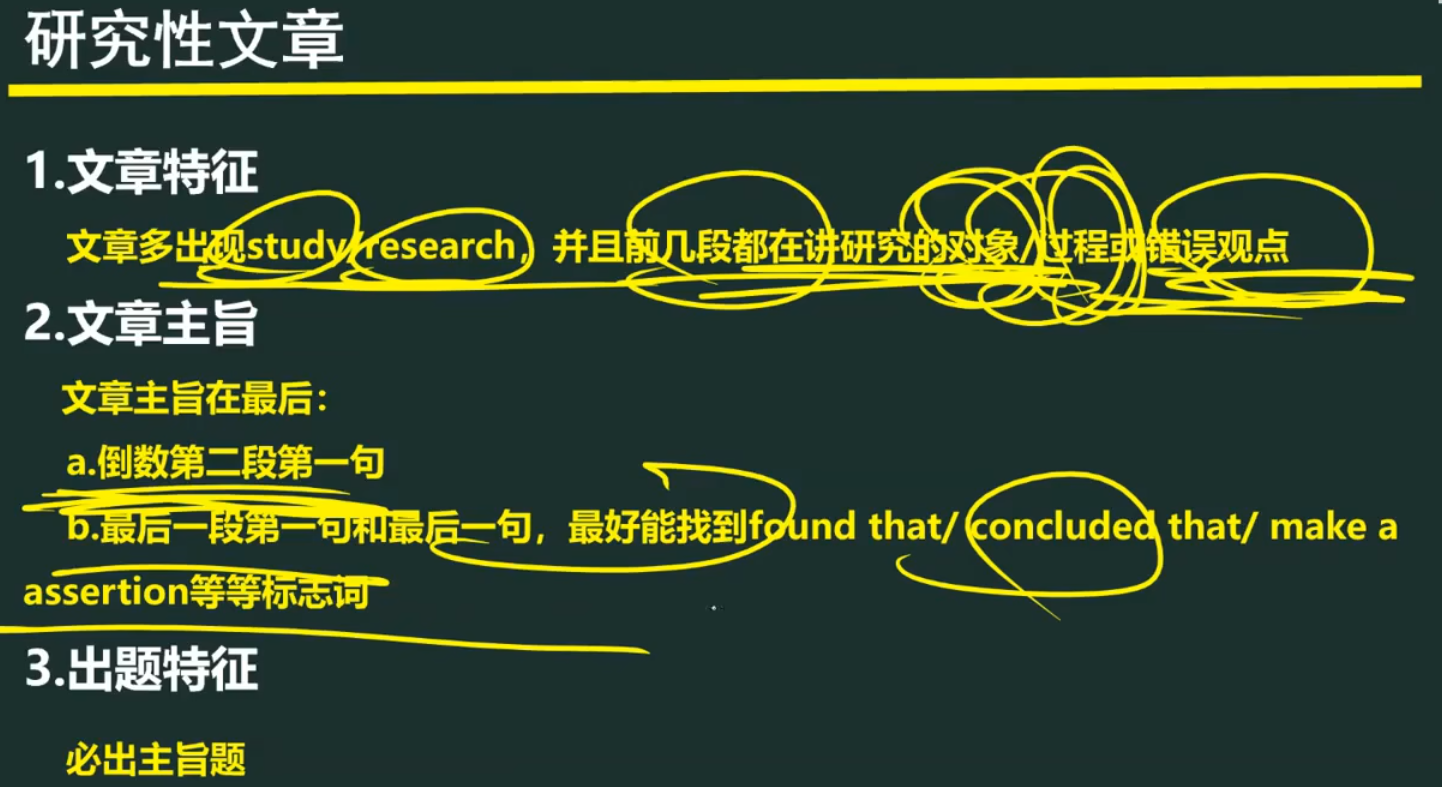 研究性文章
1.文章特征
文章多出现study/research，并且前几段都在讲研究的对象/过程或错误观点
2.文章主旨
文章主旨在最后：
a.倒数第二段第一句
b.最后一段第一句和最后一句，最好能找到found that/ concluded that/ make a
assertion等等标志词
3.出题特征
必出主旨题